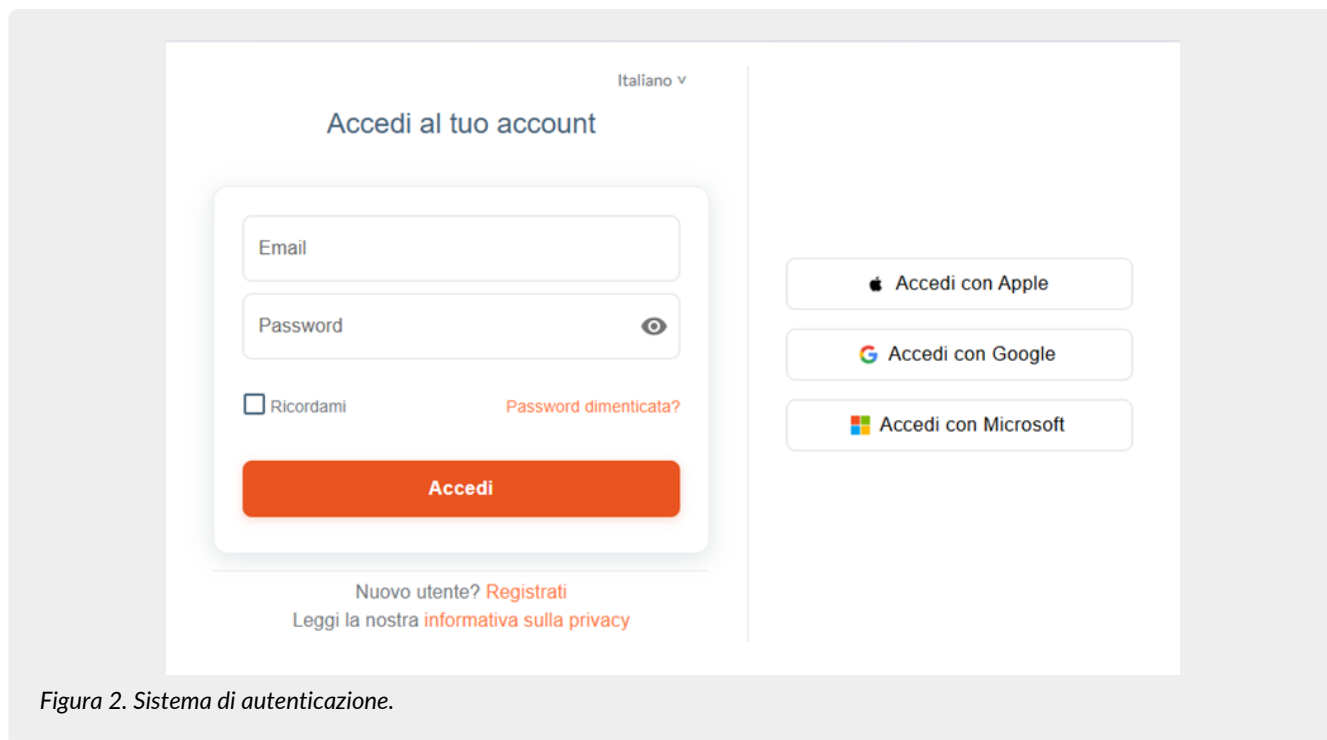 Italiano
Accedi al tuo account
Email
Password
Ricordami
Password dimenticata?
Accedi
Nuovo utente? Registrati
Leggi la nostra informativa sulla privacy
Accedi con Apple
Accedi con Google
Accedi con Microsoft
Figura 2. Sistema di autenticazione.